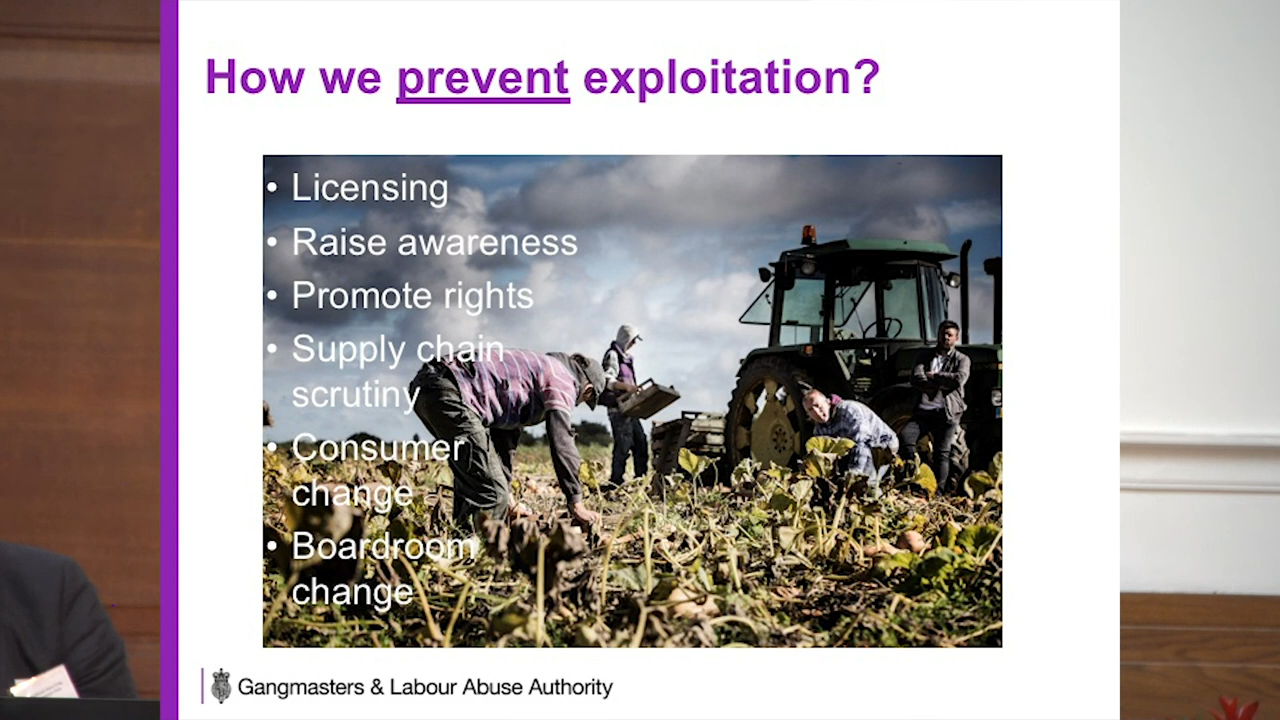 How we prevent exploitation?
• Licensing
• Raise awareness
• Promote rights
• Supply chain
scrutiny
• Consumer
change
• Boardroom
change
Gangmasters & Labour Abuse Authority